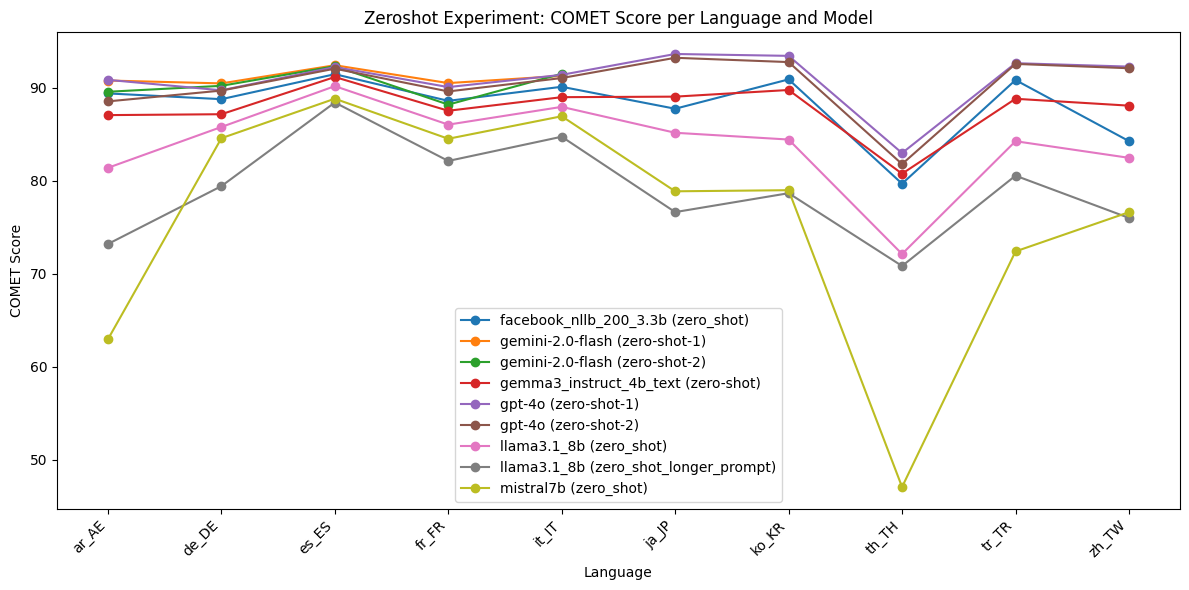 Zeroshot Experiment: COMET Score per Language and Model
COMET Score
90
80
70
60
50
facebook_nllb_200_3.3b (zero_shot)
gemini-2.0-flash (zero-shot-1)
gemini-2.0-flash (zero-shot-2)
gemma3_instruct_4b_text (zero-shot)
gpt-4o (zero-shot-1)
gpt-4o (zero-shot-2)
llama3.1_8b (zero_shot)
llama3.1_8b (zero_shot_longer_prompt)
mistral7b (zero_shot)
ar_AE
de_DE
es_ES
fr_FR
it_IT
ja_JP
ko_KR
th_TH
tr_TR
zh_TW
Language